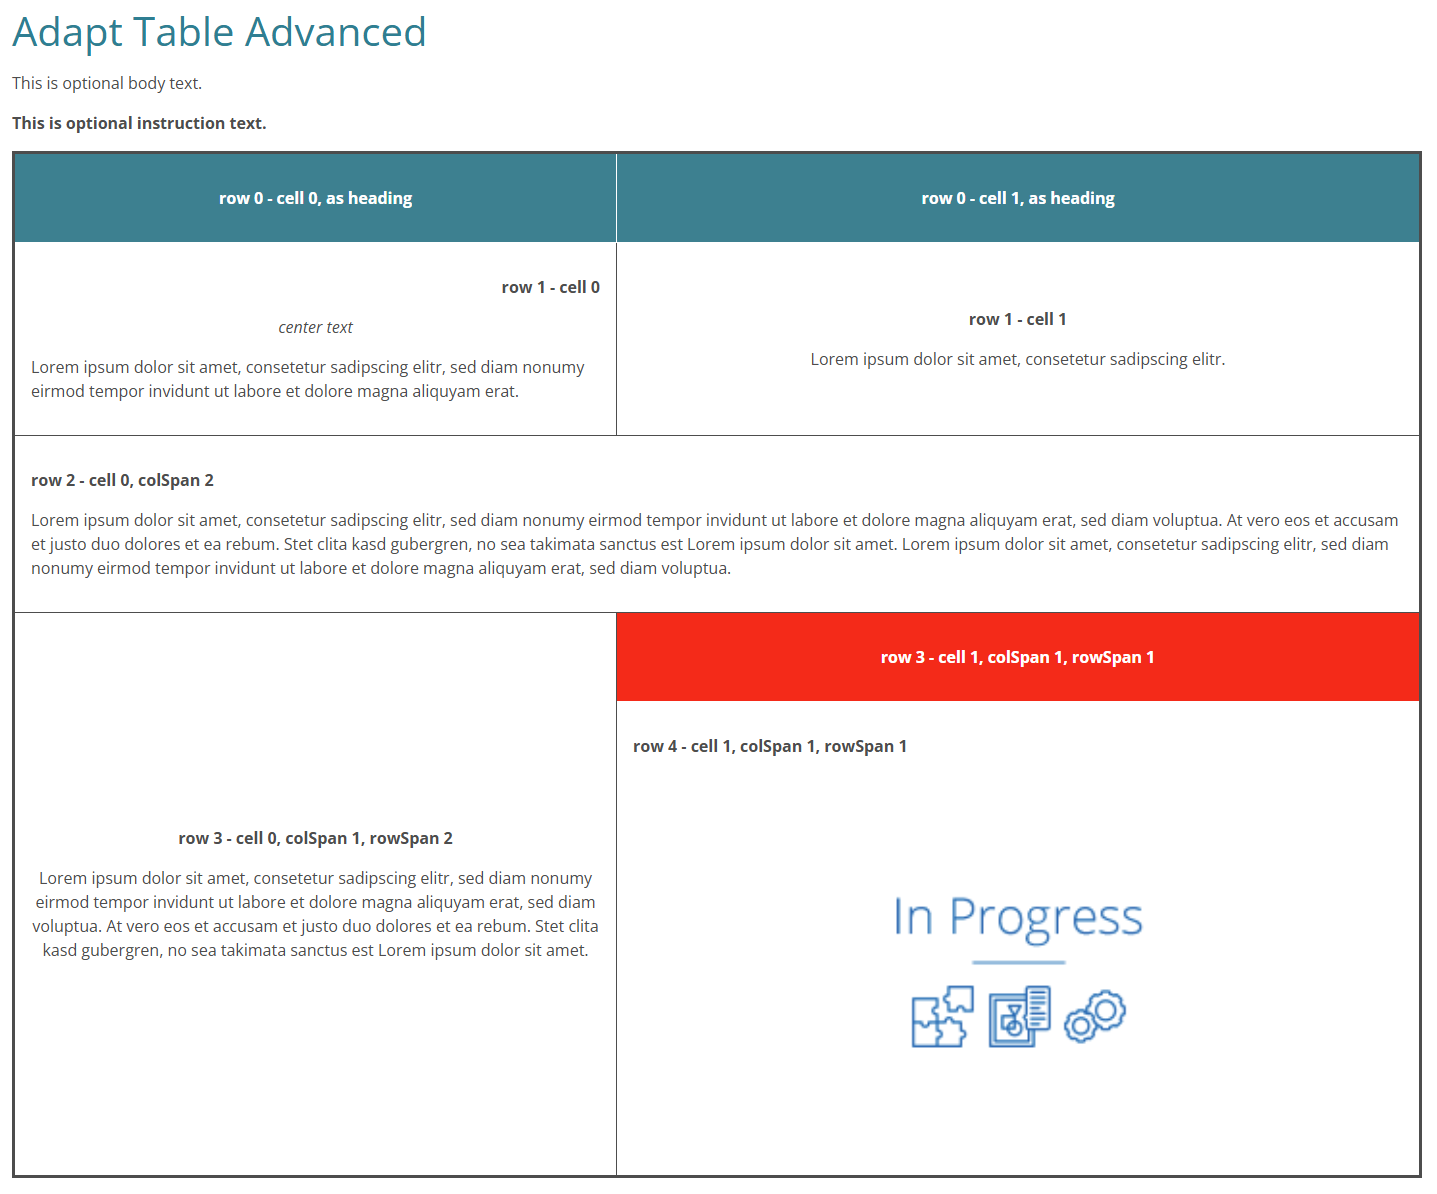 Adapt Table Advanced
This is optional body text.
This is optional instruction text.
row 0 - cell 0, as heading
row 0 - cell 1, as heading
row 1 - cell 0
center text
Lorem ipsum dolor sit amet, consetetur sadipscing elitr, sed diam nonumy
eirmod tempor invidunt ut labore et dolore magna aliquyam erat.
row 1 - cell 1
Lorem ipsum dolor sit amet, consetetur sadipscing elitr.
row 2 - cell 0, colSpan 2
Lorem ipsum dolor sit amet, consetetur sadipscing elitr, sed diam nonumy eirmod tempor invidunt ut labore et dolore magna aliquyam erat, sed diam voluptua. At vero eos et accusam
et justo duo dolores et ea rebum. Stet clita kasd gubergren, no sea takimata sanctus est Lorem ipsum dolor sit amet. Lorem ipsum dolor sit amet, consetetur sadipscing elitr, sed diam
nonumy eirmod tempor invidunt ut labore et dolore magna aliquyam erat, sed diam voluptua.
row 3 - cell 0, colSpan 1, rowSpan 2
Lorem ipsum dolor sit amet, consetetur sadipscing elitr, sed diam nonumy
eirmod tempor invidunt ut labore et dolore magna aliquyam erat, sed diam
voluptua. At vero eos et accusam et justo duo dolores et ea rebum. Stet clita
kasd gubergren, no sea takimata sanctus est Lorem ipsum dolor sit amet.
row 3 - cell 1, colSpan 1, rowSpan 1
row 4 - cell 1, colSpan 1, rowSpan 1
In Progress